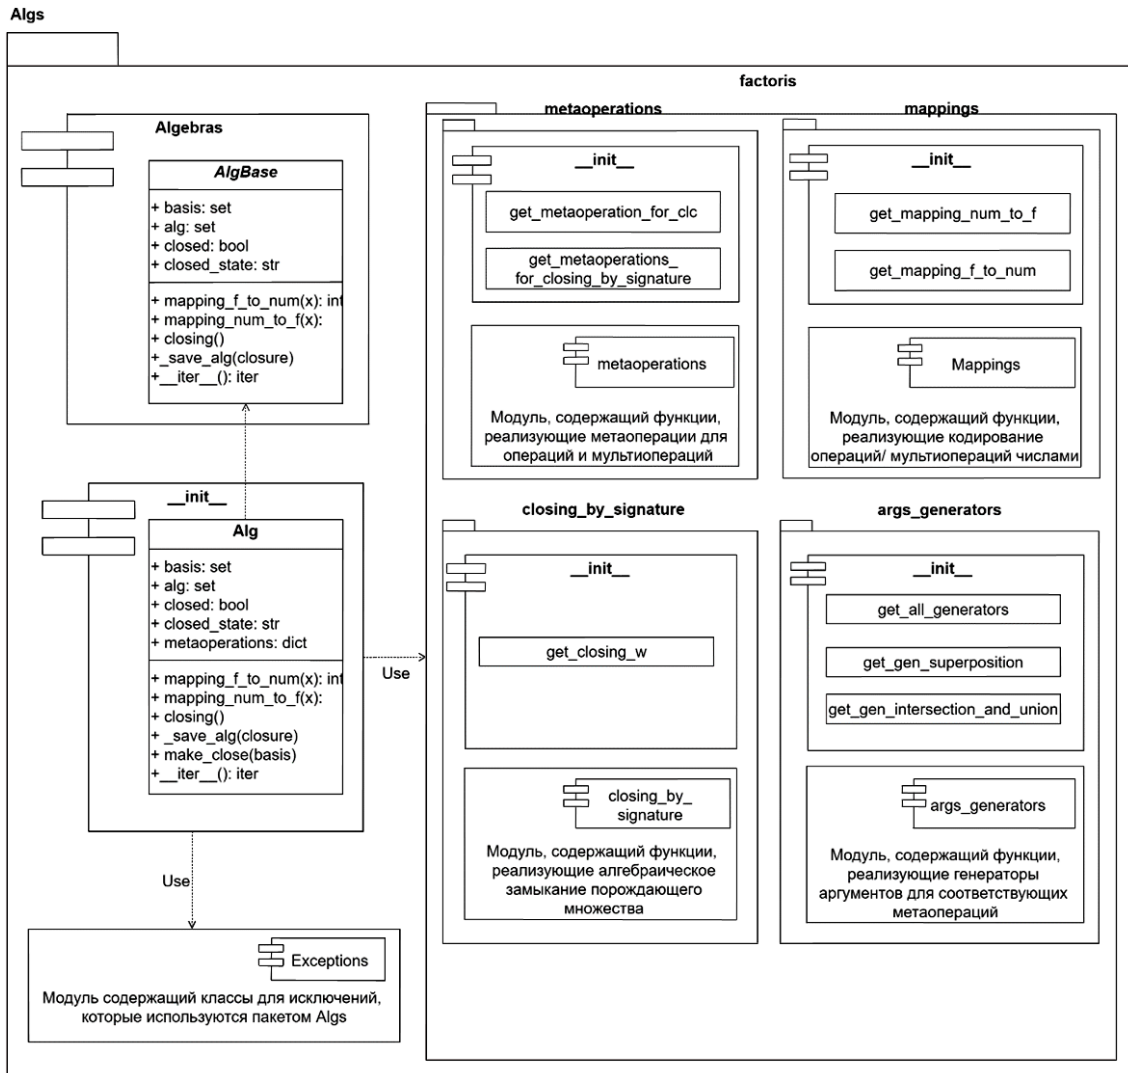 Algs
Algebras
AlgBase
+ basis: set
+ alg: set
+ closed: bool
+ closed_state: str
+ mapping_f_to_num(x): int
+ mapping_num_to_f(x):
+ closing()
+_save_alg(closure)
+__iter__(): iter
__init__
Alg
+ basis: set
+ alg: set
+ closed: bool
+ closed_state: str
+ metaoperations: dict
+ mapping_f_to_num(x): int
+ mapping_num_to_f(x):
+ closing()
+ _save_alg(closure)
+ make_close(basis)
+__iter__(): iter
Use
Use
Exceptions
Модуль содержащий классы для исключений,
которые используются пакетом Algs
factoris
metaoperations
__init__
get_metaoperation_for_clc
get_metaoperations_
for_closing_by_signature
metaoperations
Модуль, содержащий функции,
реализующие метаоперации для
операций и мультиопераций
mappings
__init__
get_mapping_num_to_f
get_mapping_f_to_num
Mappings
Модуль, содержащий функции,
реализующие кодирование
операций/ мультиопераций числами
closing_by_signature
__init__
get_closing_w
closing_by_
signature
Модуль, содержащий функции,
реализующие алгебраическое
замыкание порождающего
множества
args_generators
__init__
get_all_generators
get_gen_superposition
get_gen_intersection_and_union
args_generators
Модуль, содержащий функции,
реализующие генераторы
аргументов для соответствующих
метаопераций